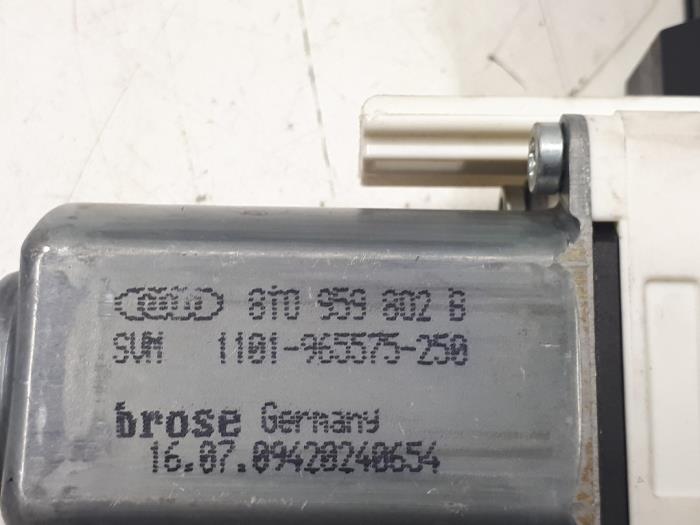 8T0 959 802 B
SVM 1101-965575-250
brose Germany
16.07.09420240654